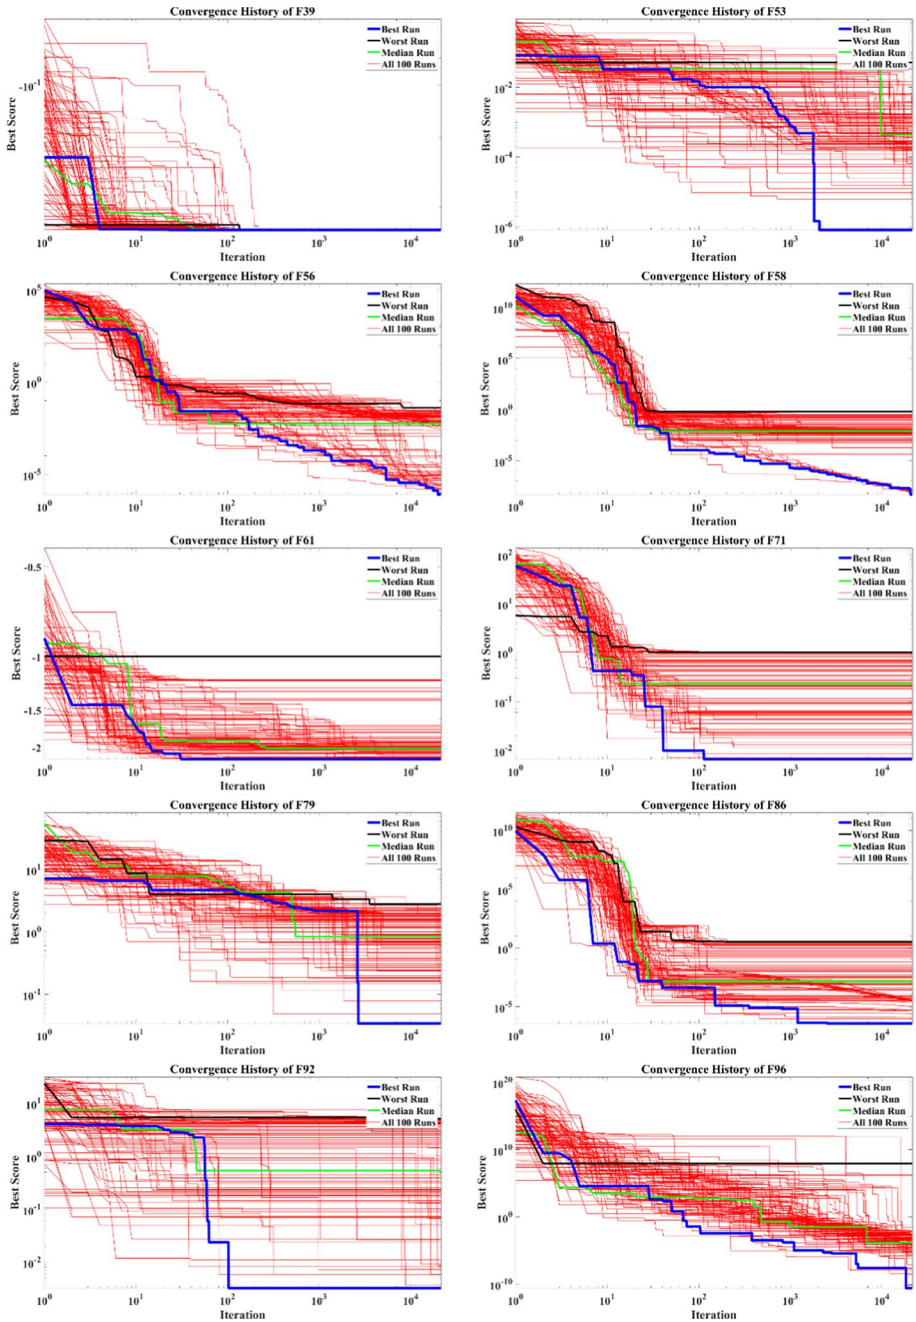 Convergence History of F39
Best Run
Worst Run
Median Run
All 100 Runs
-10^-1
Best Score
10^0 10^1 10^2 10^3 10^4
Iteration
Convergence History of F53
Best Run
Worst Run
Median Run
All 100 Runs
10^-2
10^-4
10^-6
Best Score
10^0 10^1 10^2 10^3 10^4
Iteration
Convergence History of F56
Best Run
Worst Run
Median Run
All 100 Runs
10^5
10^0
10^-5
Best Score
10^0 10^1 10^2 10^3 10^4
Iteration
Convergence History of F58
Best Run
Worst Run
Median Run
All 100 Runs
10^10
10^5
10^0
10^-5
Best Score
10^0 10^1 10^2 10^3 10^4
Iteration
Convergence History of F61
Best Run
Worst Run
Median Run
All 100 Runs
-0.5
-1
-1.5
-2
Best Score
10^0 10^1 10^2 10^3 10^4
Iteration
Convergence History of F71
Best Run
Worst Run
Median Run
All 100 Runs
10^2
10^1
10^0
10^-1
10^-2
Best Score
10^0 10^1 10^2 10^3 10^4
Iteration
Convergence History of F79
Best Run
Worst Run
Median Run
All 100 Runs
10^1
10^0
10^-1
Best Score
10^0 10^1 10^2 10^3 10^4
Iteration
Convergence History of F86
Best Run
Worst Run
Median Run
All 100 Runs
10^10
10^5
10^0
10^-5
Best Score
10^0 10^1 10^2 10^3 10^4
Iteration
Convergence History of F92
Best Run
Worst Run
Median Run
All 100 Runs
10^1
10^0
10^-1
10^-2
Best Score
10^0 10^1 10^2 10^3 10^4
Iteration
Convergence History of F96
Best Run
Worst Run
Median Run
All 100 Runs
10^20
10^10
10^0
10^-10
Best Score
10^0 10^1 10^2 10^3 10^4
Iteration